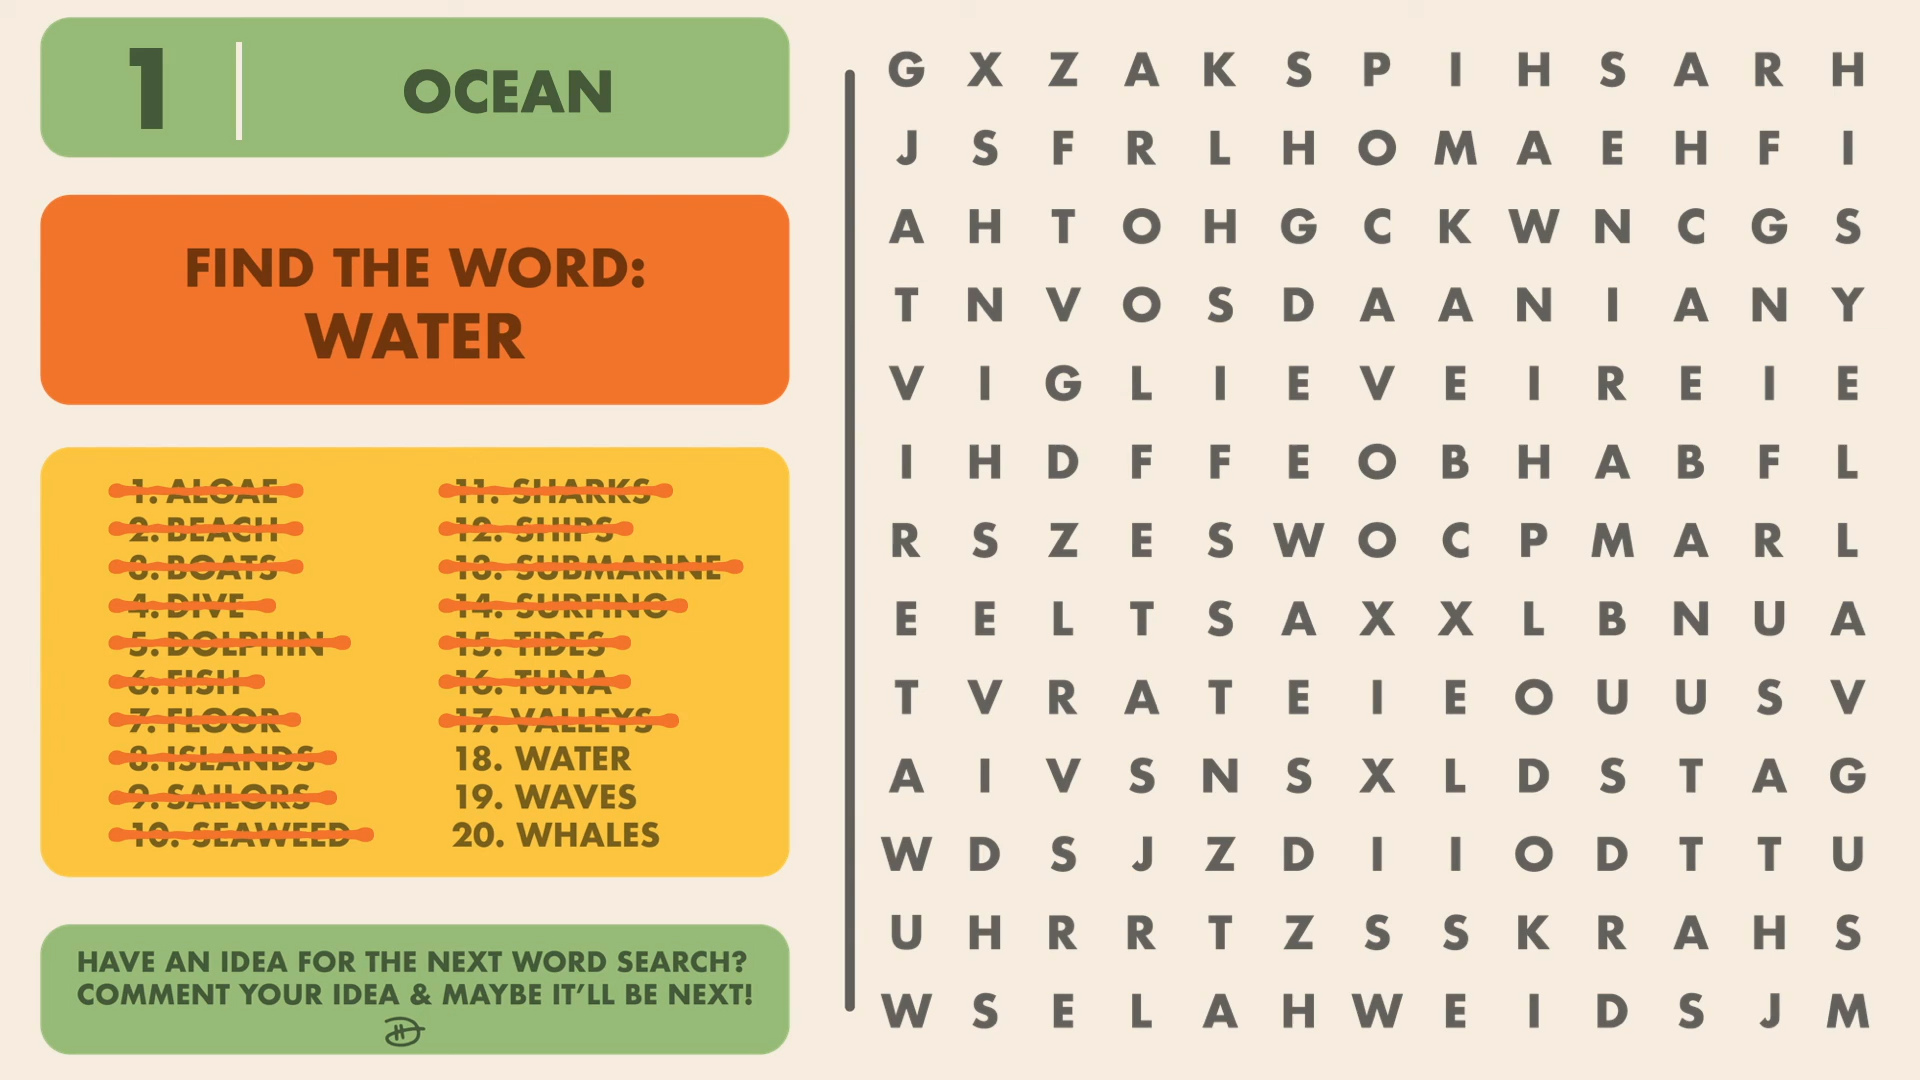 1 OCEAN
FIND THE WORD:
WATER
1. ALGAE
2. BEACH
3. BOATS
4. DIVE
5. DOLPHIN
6. FISH
7. FLOOR
8. ISLANDS
9. SAILORS
10. SEAWEED
11. SHARKS
12. SHIPS
13. SUBMARINE
14. SURFING
15. TIDES
16. TUNA
17. VALLEYS
18. WATER
19. WAVES
20. WHALES
HAVE AN IDEA FOR THE NEXT WORD SEARCH?
COMMENT YOUR IDEA & MAYBE IT'LL BE NEXT!
G X Z A K S P I H S A R H
J S F R L H O M A E H F I
A H T O H G C K W N C G S
T N V O S D A A N I A N Y
V I G L I E V E I R E I E
I H D F F E O B H A B F L
R S Z E S W O C P M A R L
E E L T S A X X L B N U A
T V R A T E I E O U U S V
A I V S N S X L D S T A G
W D S J Z D I I O D T T U
U H R R T Z S S K R A H S
W S E L A H W E I D S J M